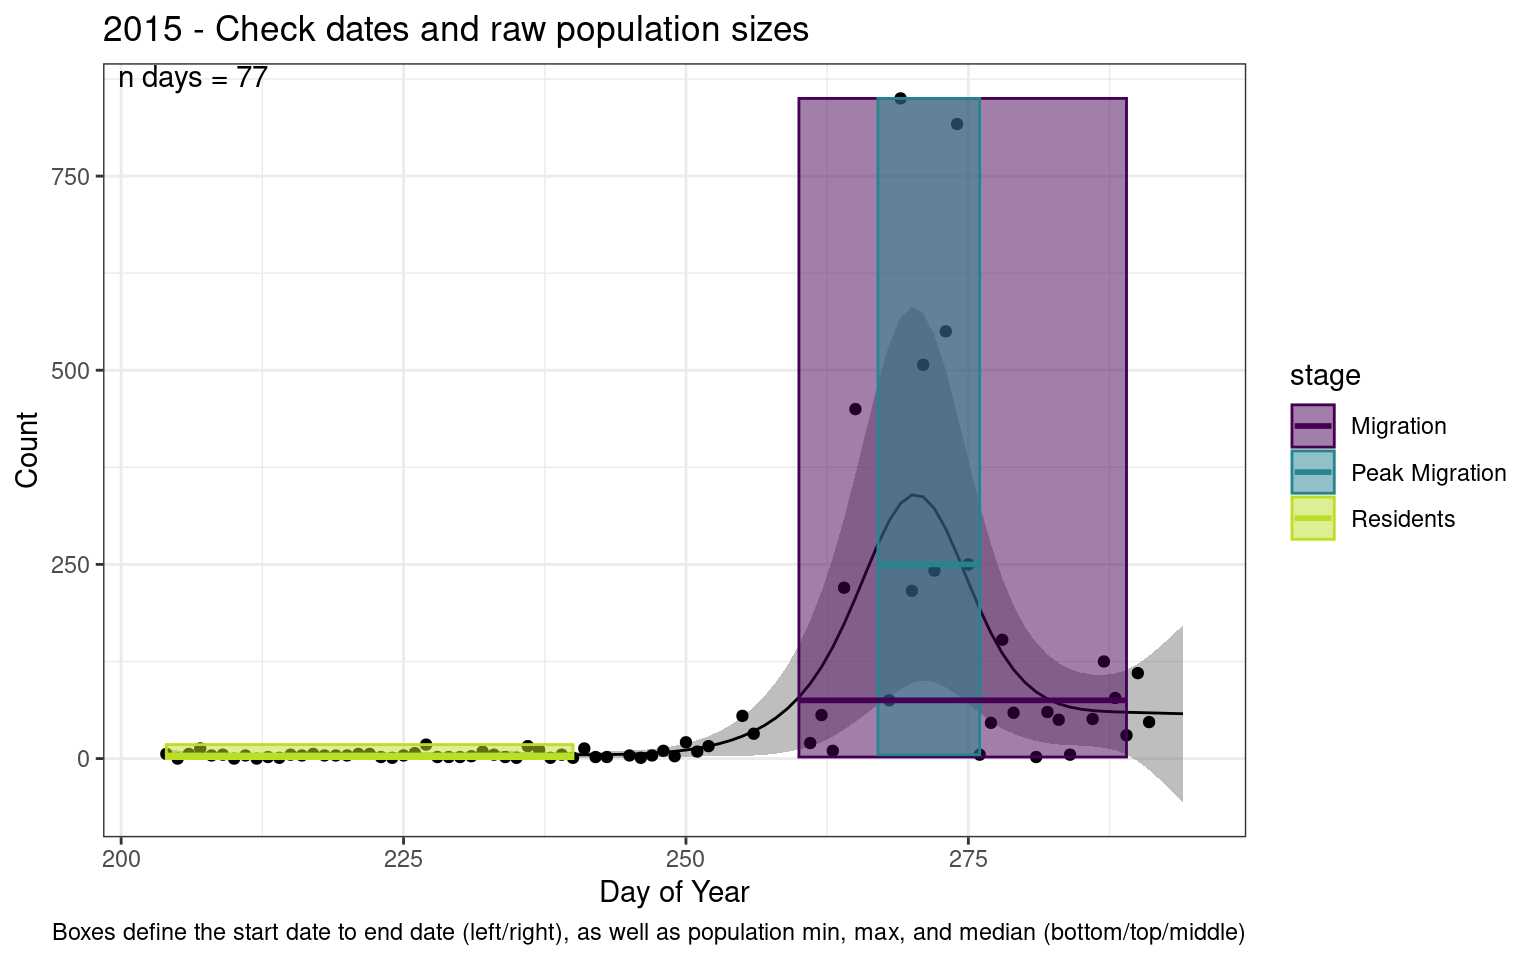 2015 - Check dates and raw population sizes
n days = 77
750
500
250
0
Count
200
225
250
275
Day of Year
stage
Migration
Peak Migration
Residents
Boxes define the start date to end date (left/right), as well as population min, max, and median (bottom/top/middle)